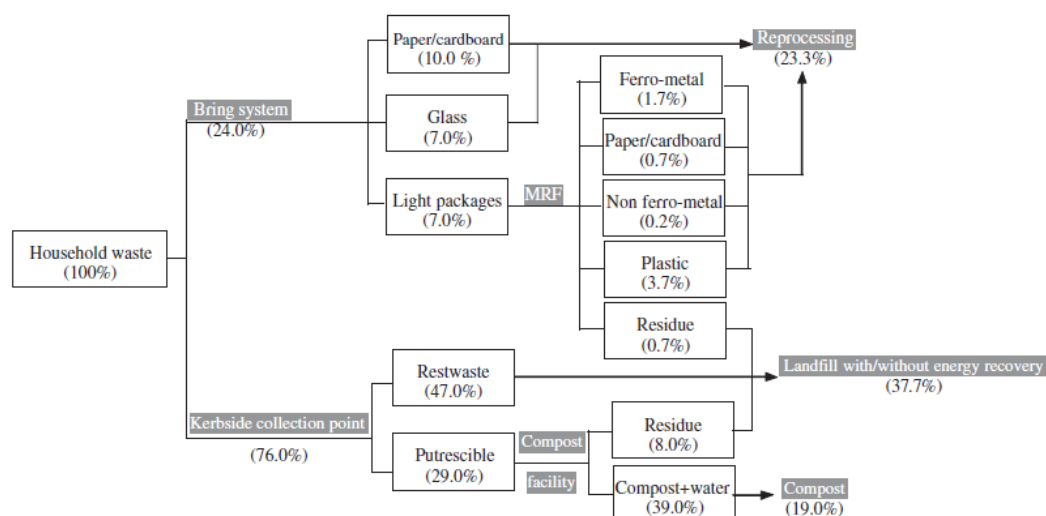 Paper/cardboard
(10.0 %)
Reprocessing
(23.3%)
Ferro-metal
(1.7%)
Bring system
(24.0%)
Glass
(7.0%)
Paper/cardboard
(0.7%)
Light packages
(7.0%)
MRF
Non ferro-metal
(0.2%)
Household waste
(100%)
Plastic
(3.7%)
Residue
(0.7%)
Restwaste
(47.0%)
Landfill with/without energy recovery
(37.7%)
Kerbside collection point
(76.0%)
Putrescible
(29.0%)
Compost
facility
Residue
(8.0%)
Compost+water
(39.0%)
Compost
(19.0%)